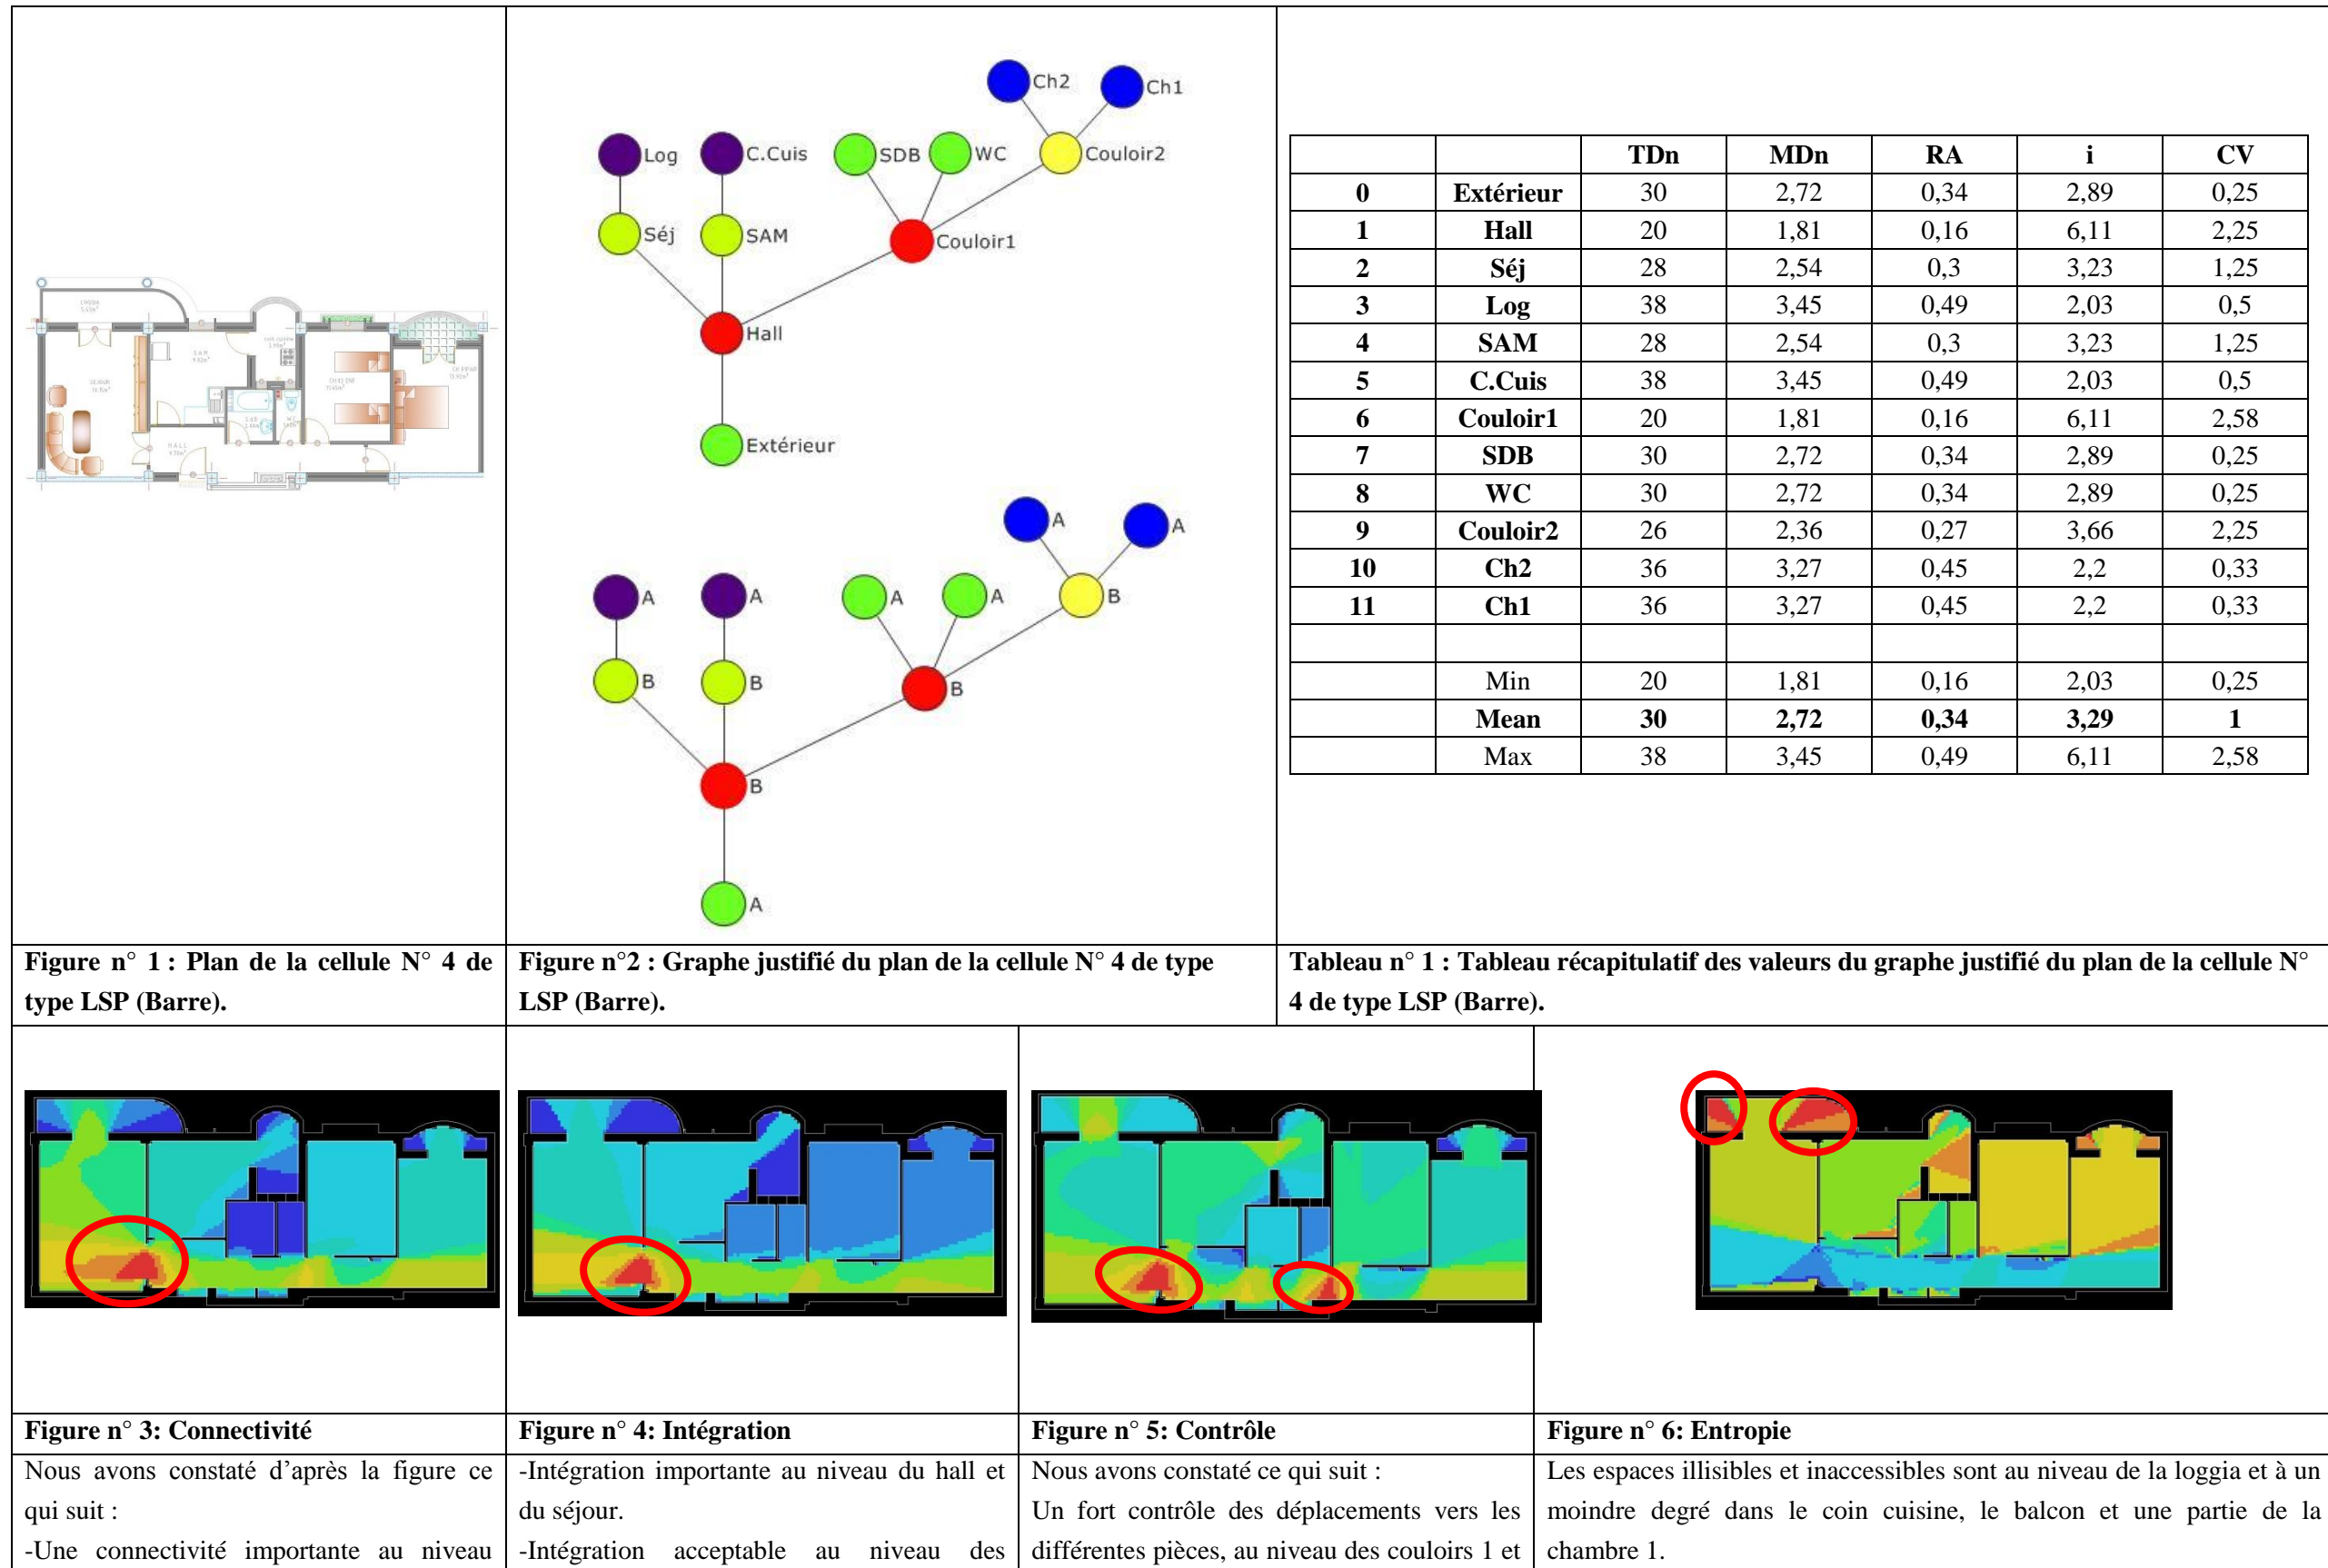 Ch2
Ch1
Log
C.Cuis
SDB
WC
Couloir2
Séj
SAM
Couloir1
Hall
Extérieur
A
A
A
A
A
A
B
B
B
B
B
A
SEJOUR
HALL
TDn MDn RA i CV
0 Extérieur 30 2,72 0,34 2,89 0,25
1 Hall 20 1,81 0,16 6,11 2,25
2 Séj 28 2,54 0,3 3,23 1,25
3 Log 38 3,45 0,49 2,03 0,5
4 SAM 28 2,54 0,3 3,23 1,25
5 C.Cuis 38 3,45 0,49 2,03 0,5
6 Couloir1 20 1,81 0,16 6,11 2,58
7 SDB 30 2,72 0,34 2,89 0,25
8 WC 30 2,72 0,34 2,89 0,25
9 Couloir2 26 2,36 0,27 3,66 2,25
10 Ch2 36 3,27 0,45 2,2 0,33
11 Ch1 36 3,27 0,45 2,2 0,33
Min 20 1,81 0,16 2,03 0,25
Mean 30 2,72 0,34 3,29 1
Max 38 3,45 0,49 6,11 2,58
Figure n° 1 : Plan de la cellule N° 4 de
type LSP (Barre).
Figure n°2 : Graphe justifié du plan de la cellule N° 4 de type
LSP (Barre).
Tableau n° 1 : Tableau récapitulatif des valeurs du graphe justifié du plan de la cellule N°
4 de type LSP (Barre).
Figure n° 3: Connectivité
Figure n° 4: Intégration
Figure n° 5: Contrôle
Figure n° 6: Entropie
Nous avons constaté d'après la figure ce
qui suit :
-Une connectivité importante au niveau
-Intégration importante au niveau du hall et
du séjour.
-Intégration acceptable au niveau des
Nous avons constaté ce qui suit :
Un fort contrôle des déplacements vers les
différentes pièces, au niveau des couloirs 1 et
Les espaces illisibles et inaccessibles sont au niveau de la loggia et à un
moindre degré dans le coin cuisine, le balcon et une partie de la
chambre 1.